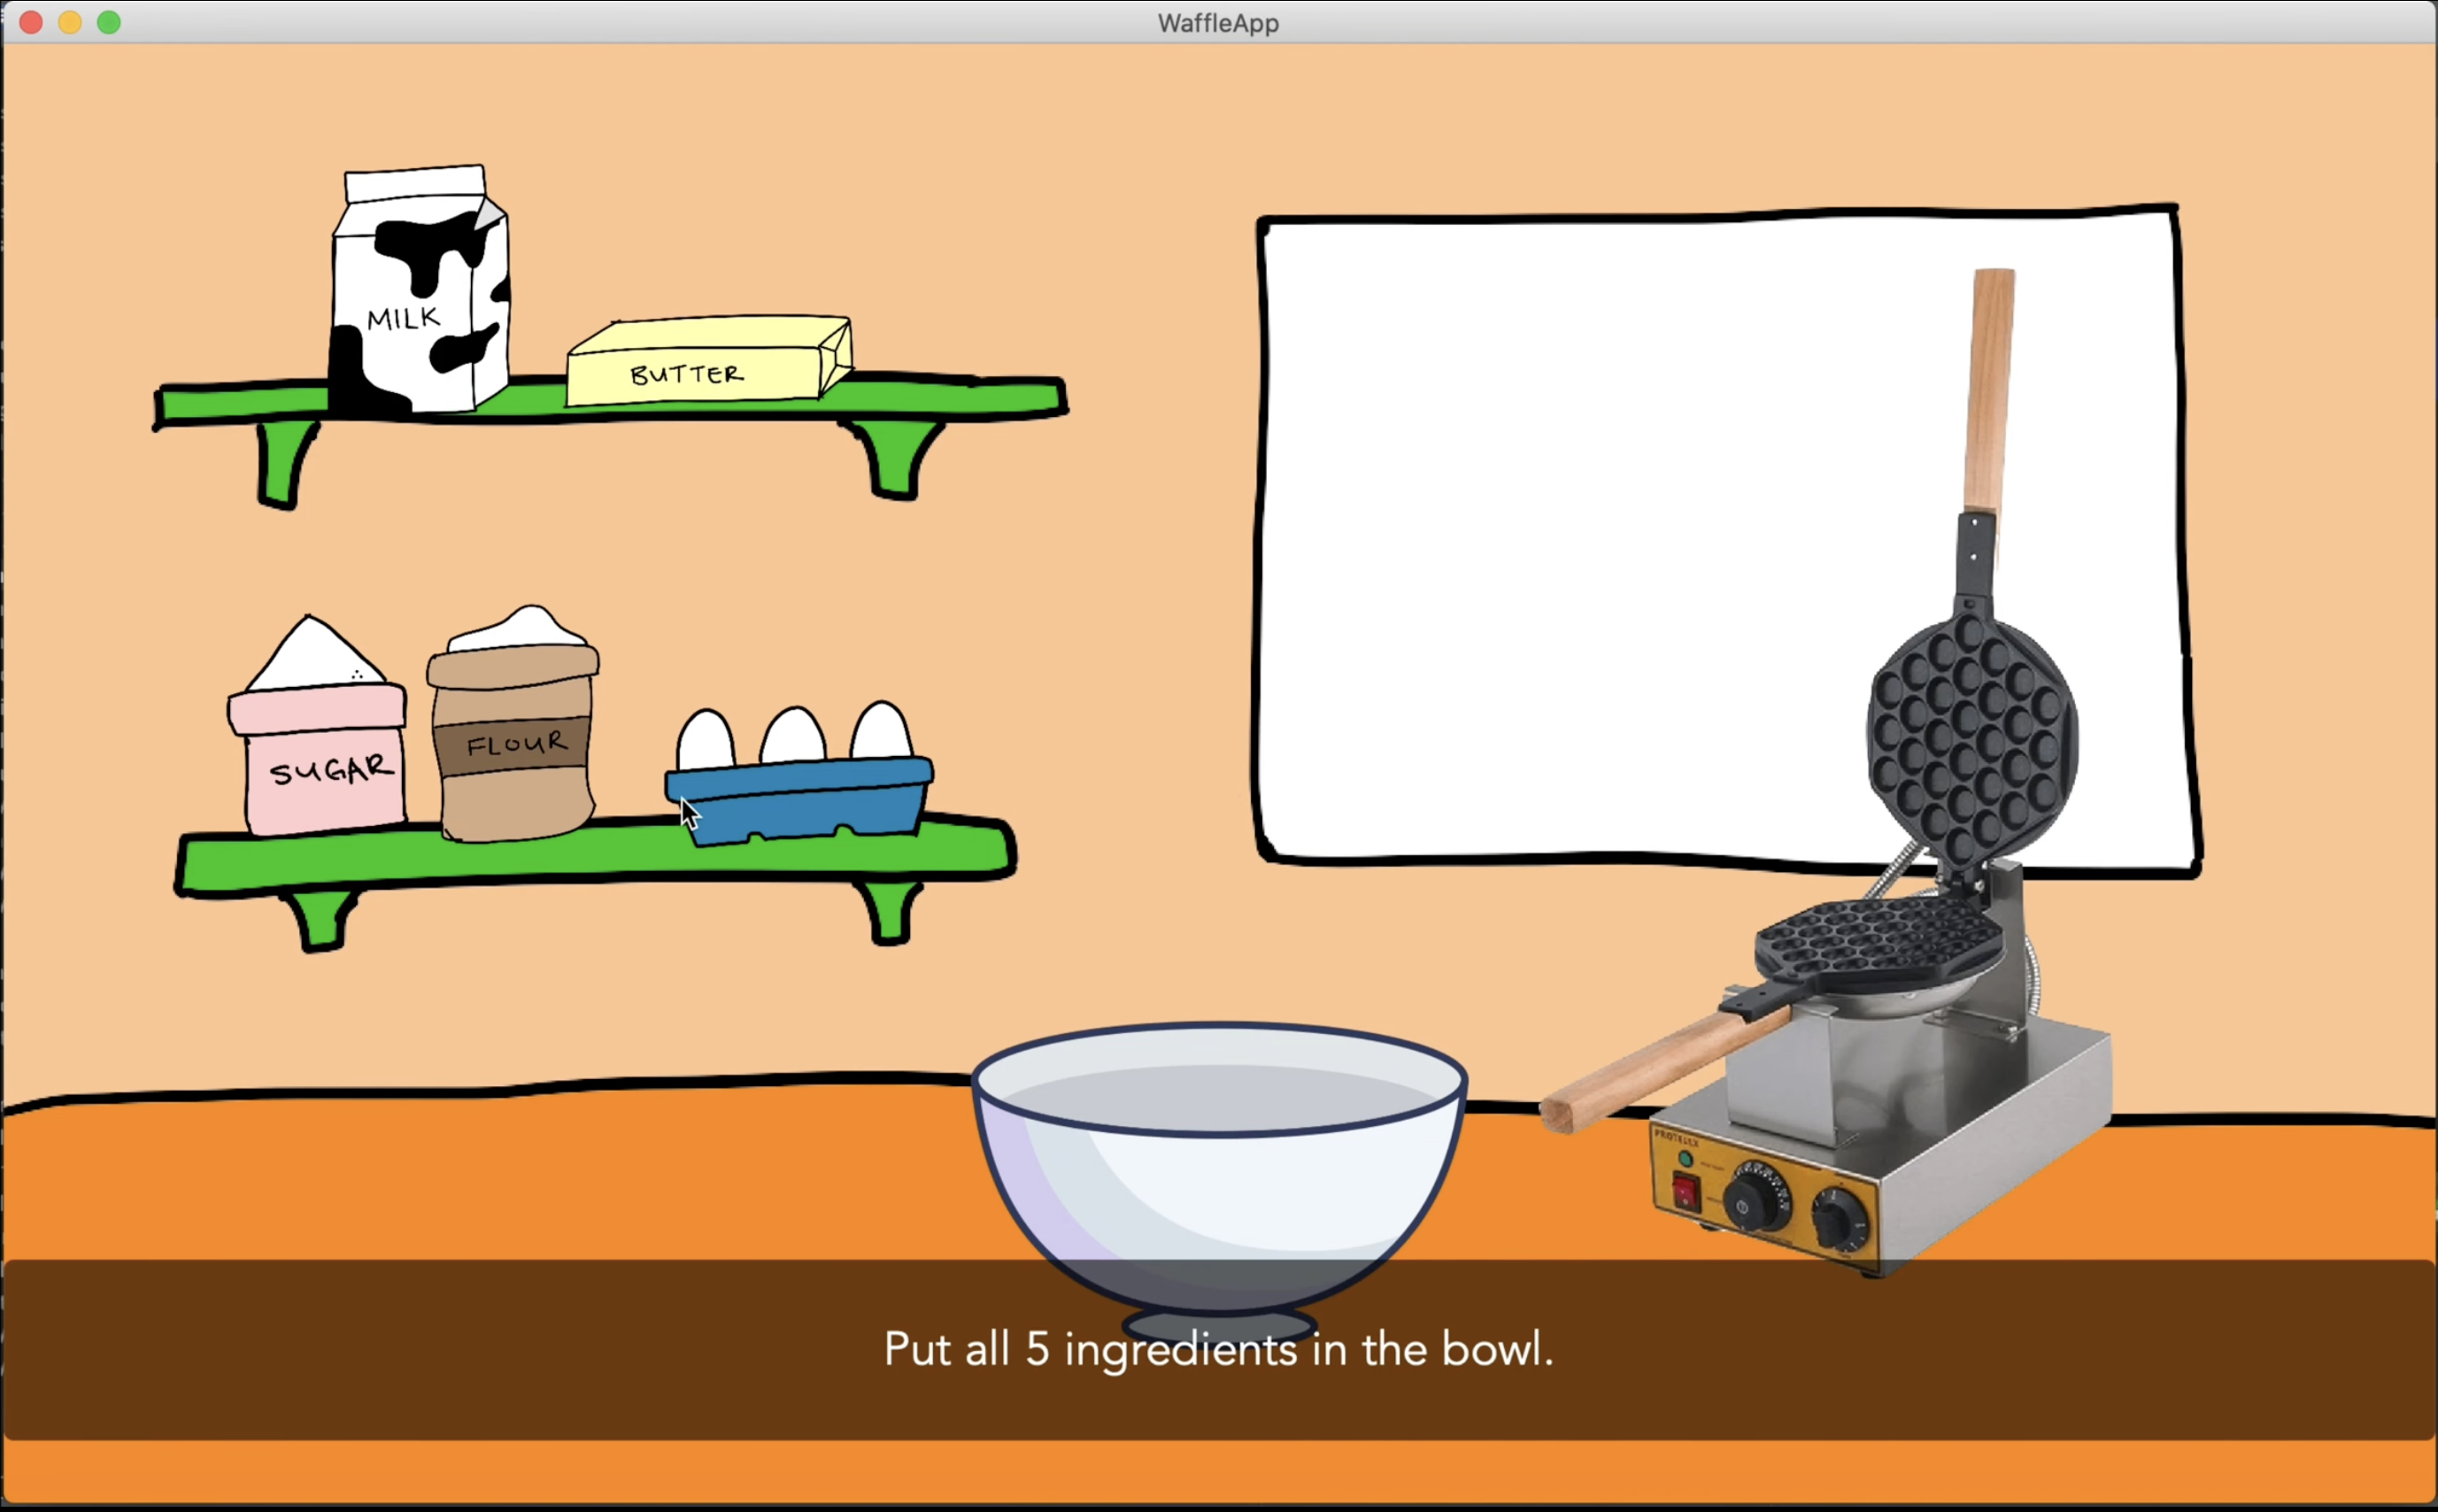 WaffleApp
MILK
BUTTER
SUGAR
FLOUR
Put all 5 ingredients in the bowl.